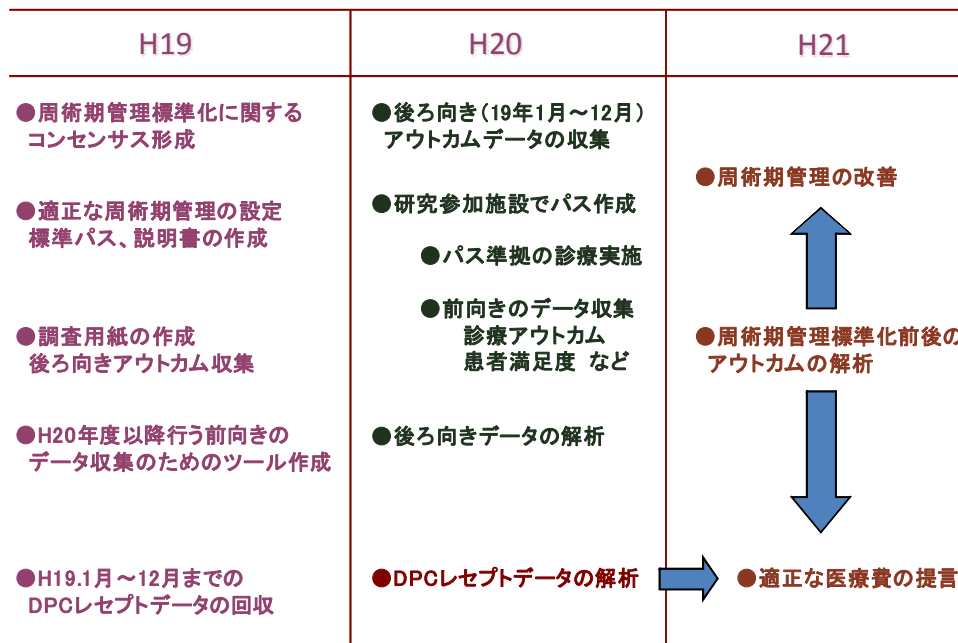 H19
●周術期管理標準化に関する
コンセンサス形成
●適正な周術期管理の設定
標準パス、説明書の作成
●調査用紙の作成
後ろ向きアウトカム収集
●H20年度以降行う前向きの
データ収集のためのツール作成
●H19.1月～12月までの
DPCレセプトデータの回収
H20
●後ろ向き(19年1月～12月)
アウトカムデータの収集
●研究参加施設でパス作成
●パス準拠の診療実施
●前向きのデータ収集
診療アウトカム
患者満足度 など
●後ろ向きデータの解析
●DPCレセプトデータの解析
H21
●周術期管理の改善
●周術期管理標準化前後の
アウトカムの解析
●適正な医療費の提言